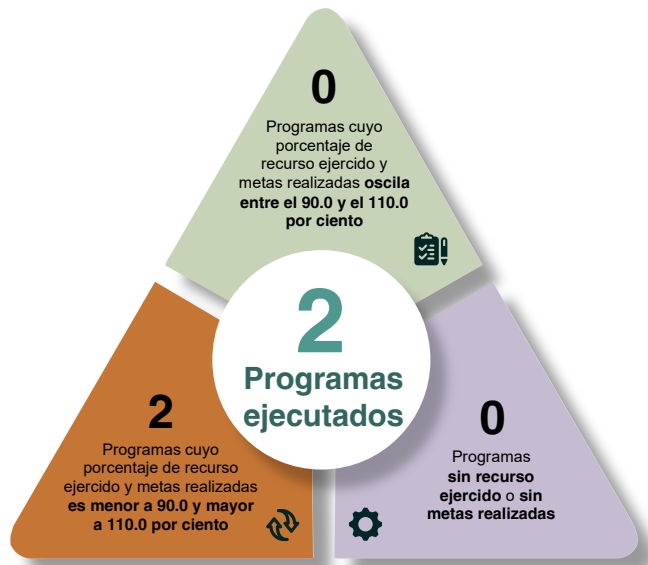 0
Programas cuyo
porcentaje de
recurso ejercido y
metas realizadas oscila
entre el 90.0 y el 110.0
por ciento
2
Programas
ejecutados
2
Programas cuyo
porcentaje de recurso
ejercido y metas realizadas
es menor a 90.0 y mayor
a 110.0 por ciento
0
Programas
sin recurso
ejercido o sin
metas realizadas